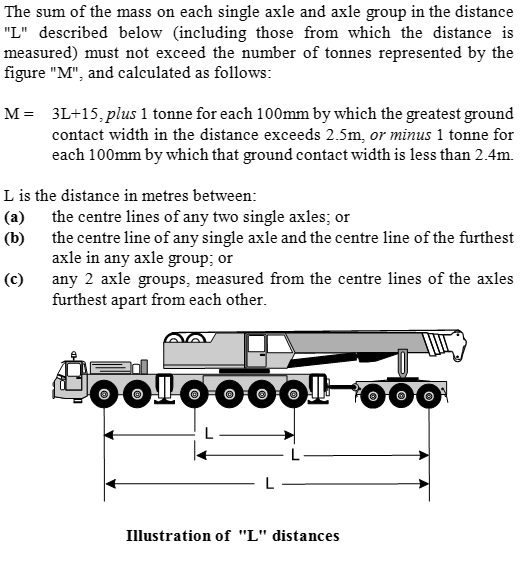 The sum of the mass on each single axle and axle group in the distance
"L" described below (including those from which the distance is
measured) must not exceed the number of tonnes represented by the
figure "M", and calculated as follows:
M = 3L+15, plus 1 tonne for each 100mm by which the greatest ground
contact width in the distance exceeds 2.5m, or minus 1 tonne for
each 100mm by which that ground contact width is less than 2.4m.
L is the distance in metres between:
(a) the centre lines of any two single axles; or
(b) the centre line of any single axle and the centre line of the furthest
axle in any axle group; or
(c) any 2 axle groups, measured from the centre lines of the axles
furthest apart from each other.
L
L
L
Illustration of "L" distances